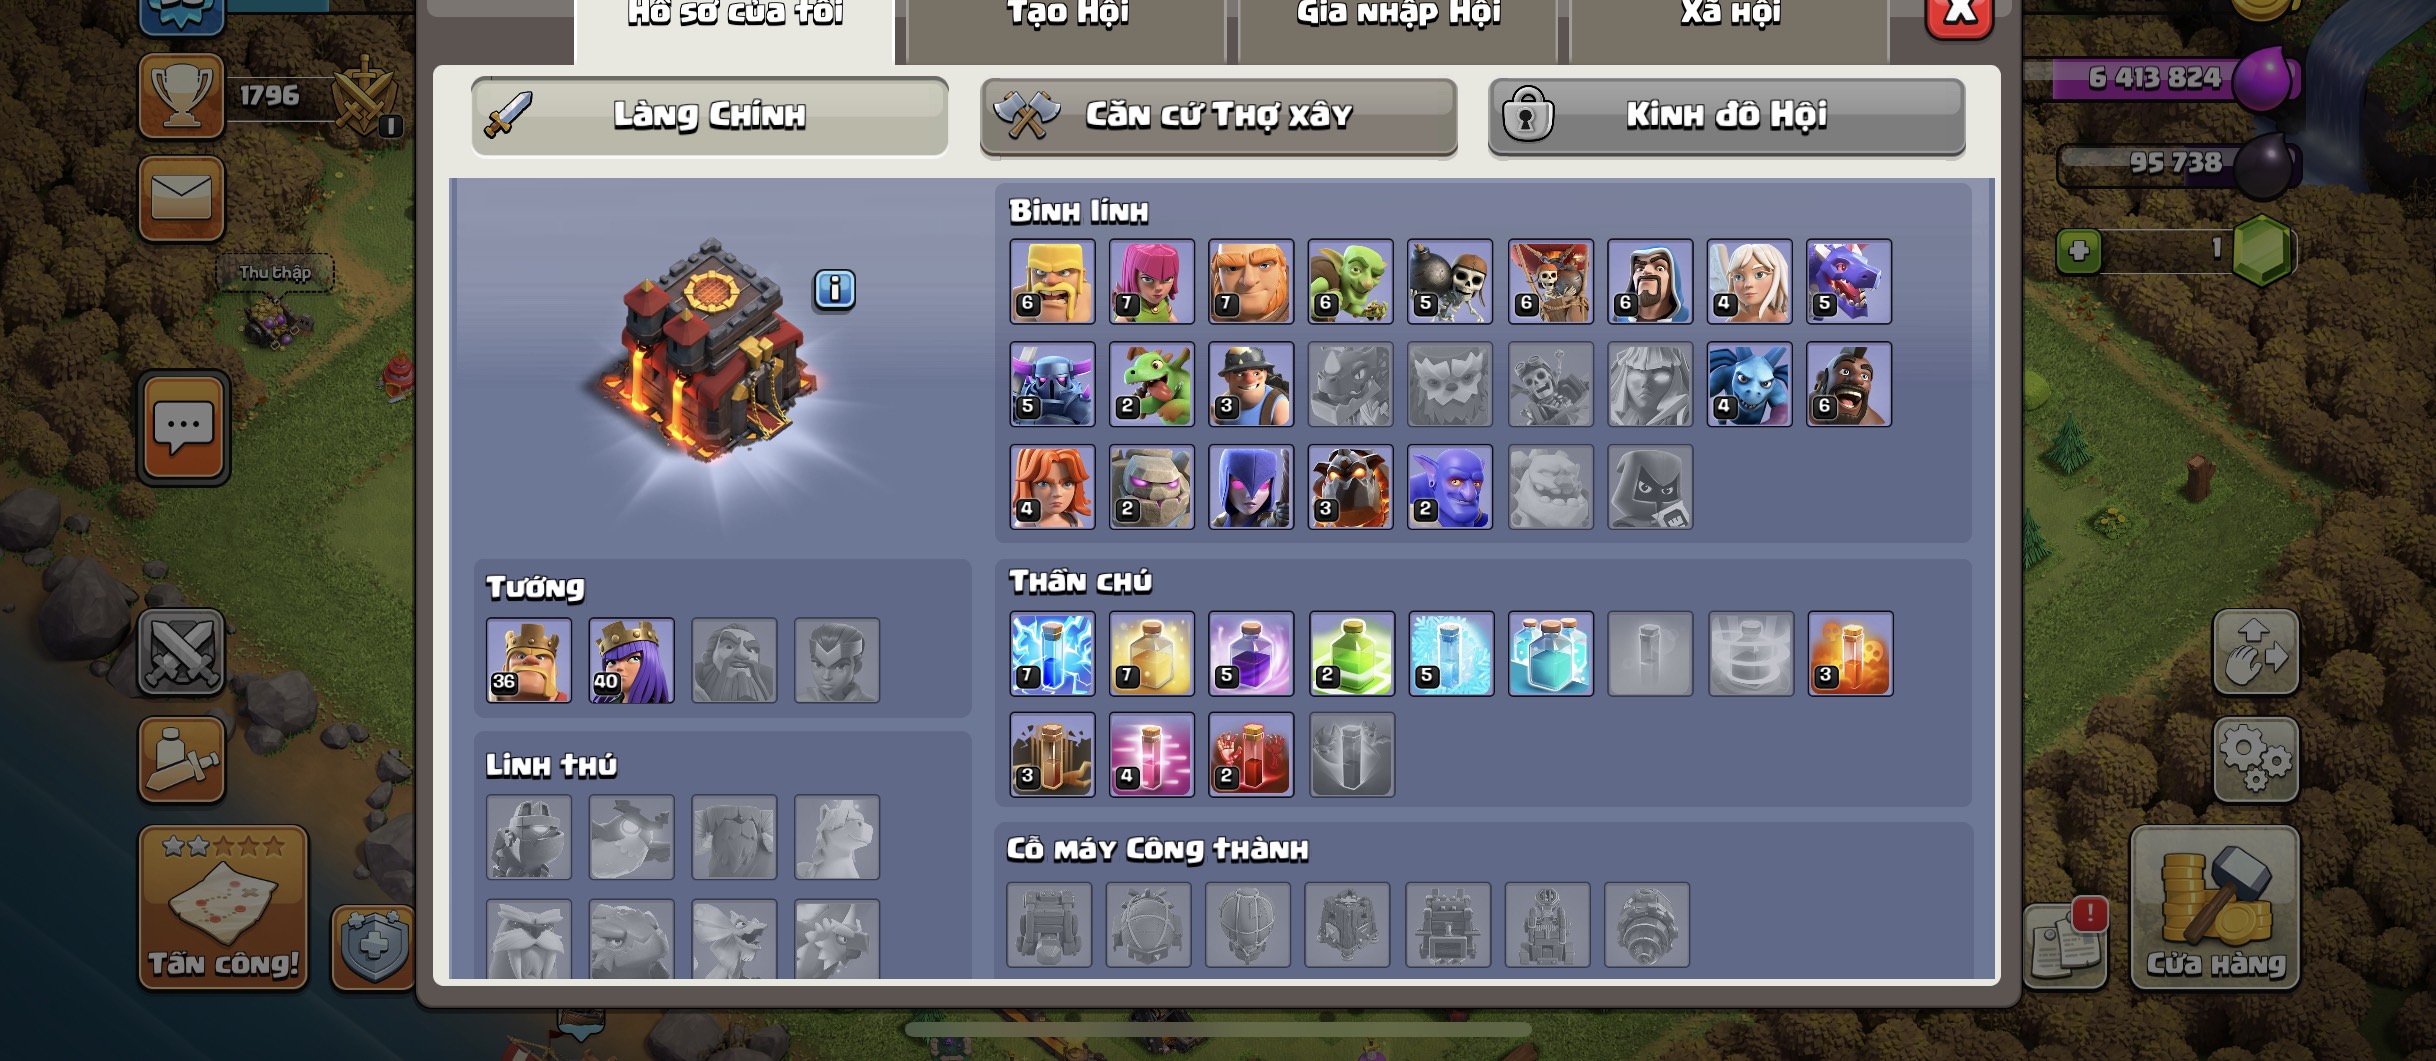 Hồ sơ của tôi
Tạo Hội
Gia nhập Hội
Xã hội
X
1796
I
6 413 824
95 738
1
Làng Chính
Căn cứ Thợ xây
Kinh đô Hội
Thu thập
i
Binh lính
6 7 7 6 5 6 6 4 5
5 2 3 4 6
4 2 3 2
Tướng
36 40
Thần chú
7 7 5 2 5 3
3 4 2
Linh thú
Cỗ máy Công thành
Tấn công!
!
Cửa hàng